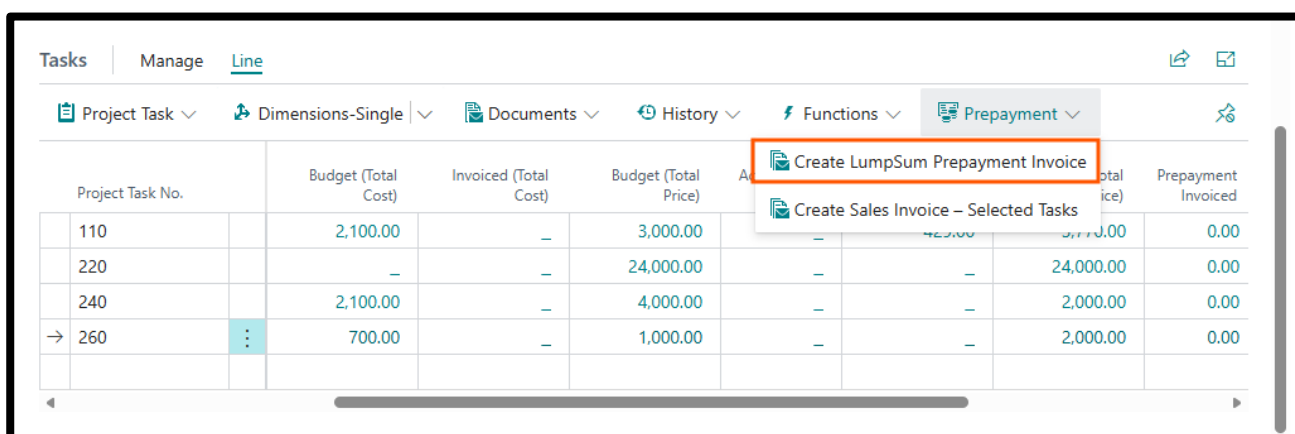 Tasks Manage Line
Project Task Dimensions-Single Documents History Functions Prepayment
Create LumpSum Prepayment Invoice
Create Sales Invoice – Selected Tasks
Project Task No. Budget (Total Cost) Invoiced (Total Cost) Budget (Total Price) Prepayment Invoiced
110 2,100.00 _ 3,000.00 _ 0.00
220 _ _ 24,000.00 _ _ 24,000.00 0.00
240 2,100.00 _ 4,000.00 _ _ 2,000.00 0.00
260 700.00 _ 1,000.00 _ _ 2,000.00 0.00